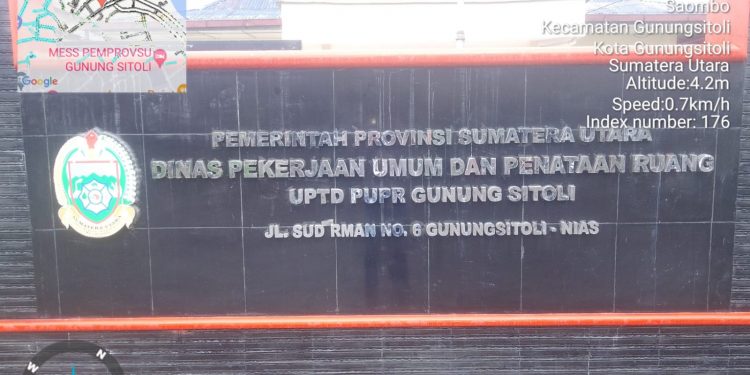 Saombo
Kecamatan Gunungsitoli
Kota Gunungsitoli
Sumatera Utara
Altitude:4.2m
Speed:0.7km/h
Index number: 176
MESS PEMPROVSU
GUNUNG SITOLI
Google
PEMERINTAH PROVINSI SUMATERA UTARA
DINAS PEKERJAAN UMUM DAN PENATAAN RUANG
UPTD PUPR GUNUNG SITOLI
JL. SUD RMAN NO. 6 GUNUNGSITOLI - NIAS
SUMATERA UTARA
W N